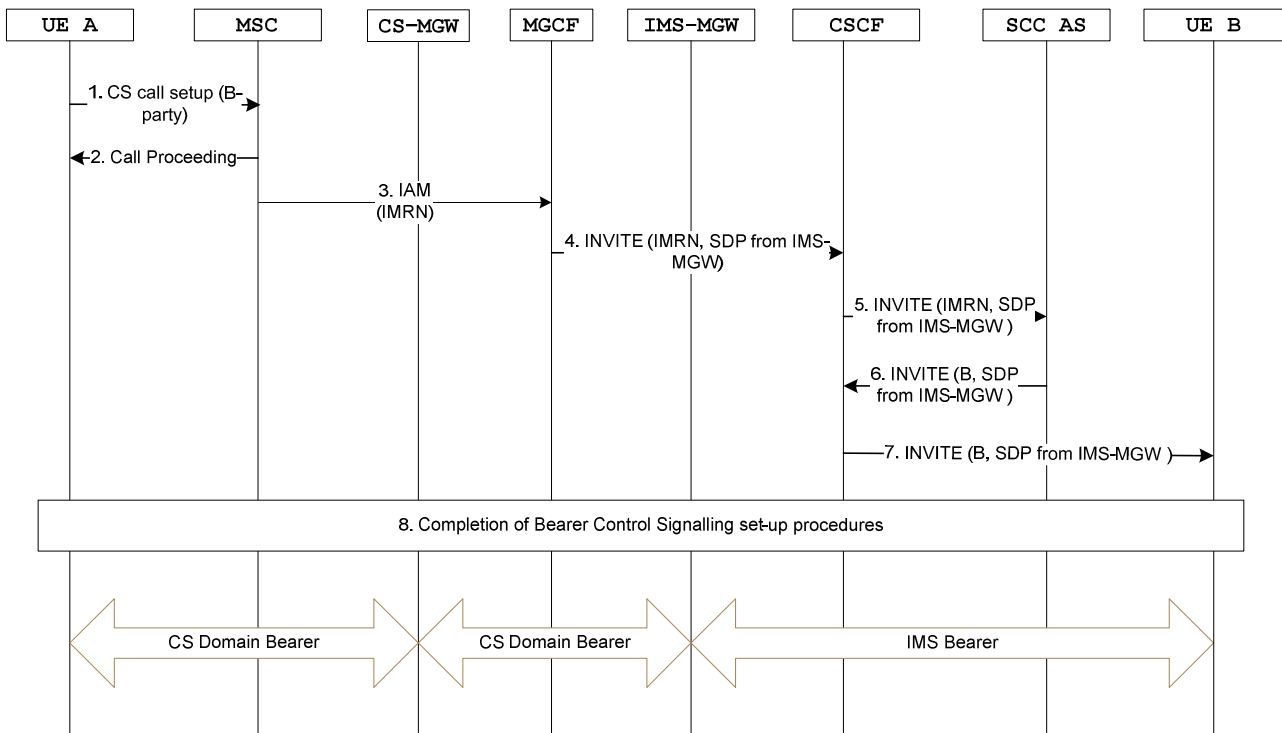 UE A
MSC
CS-MGW
MGCF
IMS-MGW
CSCF
SCC AS
UE B
1. CS call setup (B-
party)
2. Call Proceeding
3. IAM
(IMRN)
4. INVITE (IMRN, SDP from IMS-
MGW)
5. INVITE (IMRN, SDP
from IMS-MGW )
6. INVITE (B, SDP
from IMS-MGW )
7. INVITE (B, SDP from IMS-MGW )
8. Completion of Bearer Control Signalling set-up procedures
CS Domain Bearer
CS Domain Bearer
IMS Bearer